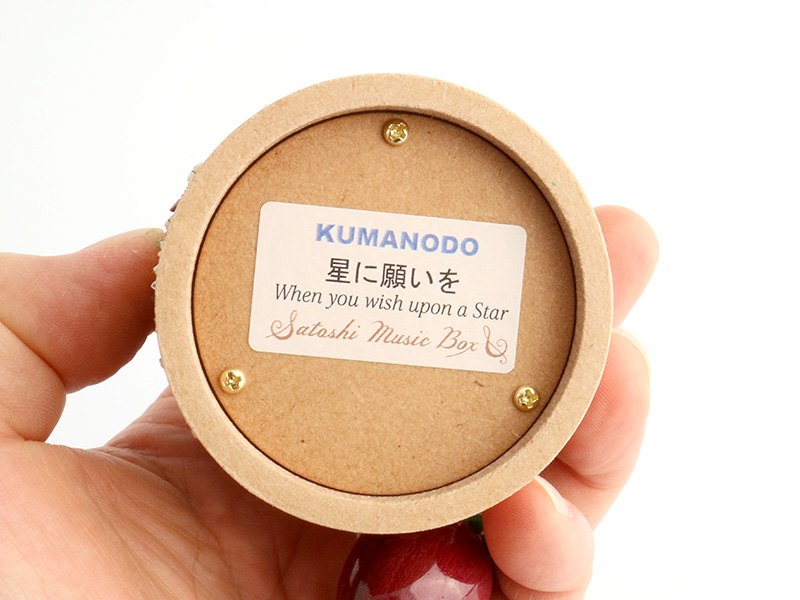 KUMANODO
星に願いを
When you wish upon a Star
Satoshi Music Box